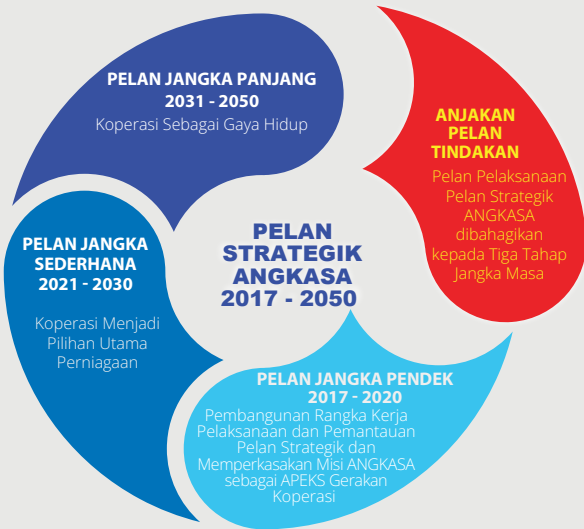 PELAN JANGKA PANJANG
2031 - 2050
Koperasi Sebagai Gaya Hidup
ANJAKAN
PELAN
TINDAKAN
Pelan Pelaksanaan
Pelan Strategik
ANGKASA
dibahagikan
kepada Tiga Tahap
Jangka Masa
PELAN
STRATEGIK
ANGKASA
2017 - 2050
PELAN JANGKA
SEDERHANA
2021 - 2030
Koperasi Menjadi
Pilihan Utama
Perniagaan
PELAN JANGKA PENDEK
2017 - 2020
Pembangunan Rangka Kerja
Pelaksanaan dan Pemantauan
Pelan Strategik dan
Memperkasakan Misi ANGKASA
sebagai APEKS Gerakan
Koperasi